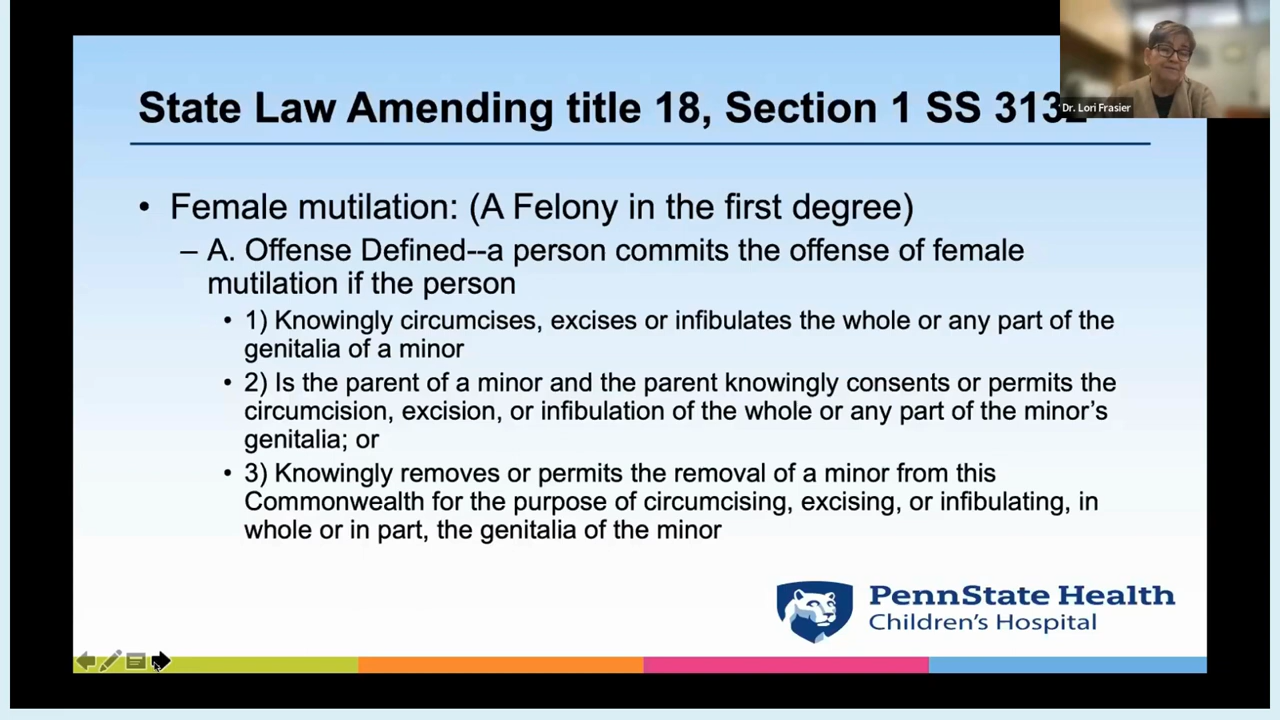 State Law Amending title 18, Section 1 SS 3132
Dr. Lori Frasier
• Female mutilation: (A Felony in the first degree)
– A. Offense Defined--a person commits the offense of female
mutilation if the person
• 1) Knowingly circumcises, excises or infibulates the whole or any part of the
genitalia of a minor
• 2) Is the parent of a minor and the parent knowingly consents or permits the
circumcision, excision, or infibulation of the whole or any part of the minor’s
genitalia; or
• 3) Knowingly removes or permits the removal of a minor from this
Commonwealth for the purpose of circumcising, excising, or infibulating, in
whole or in part, the genitalia of the minor
PennState Health
Children's Hospital